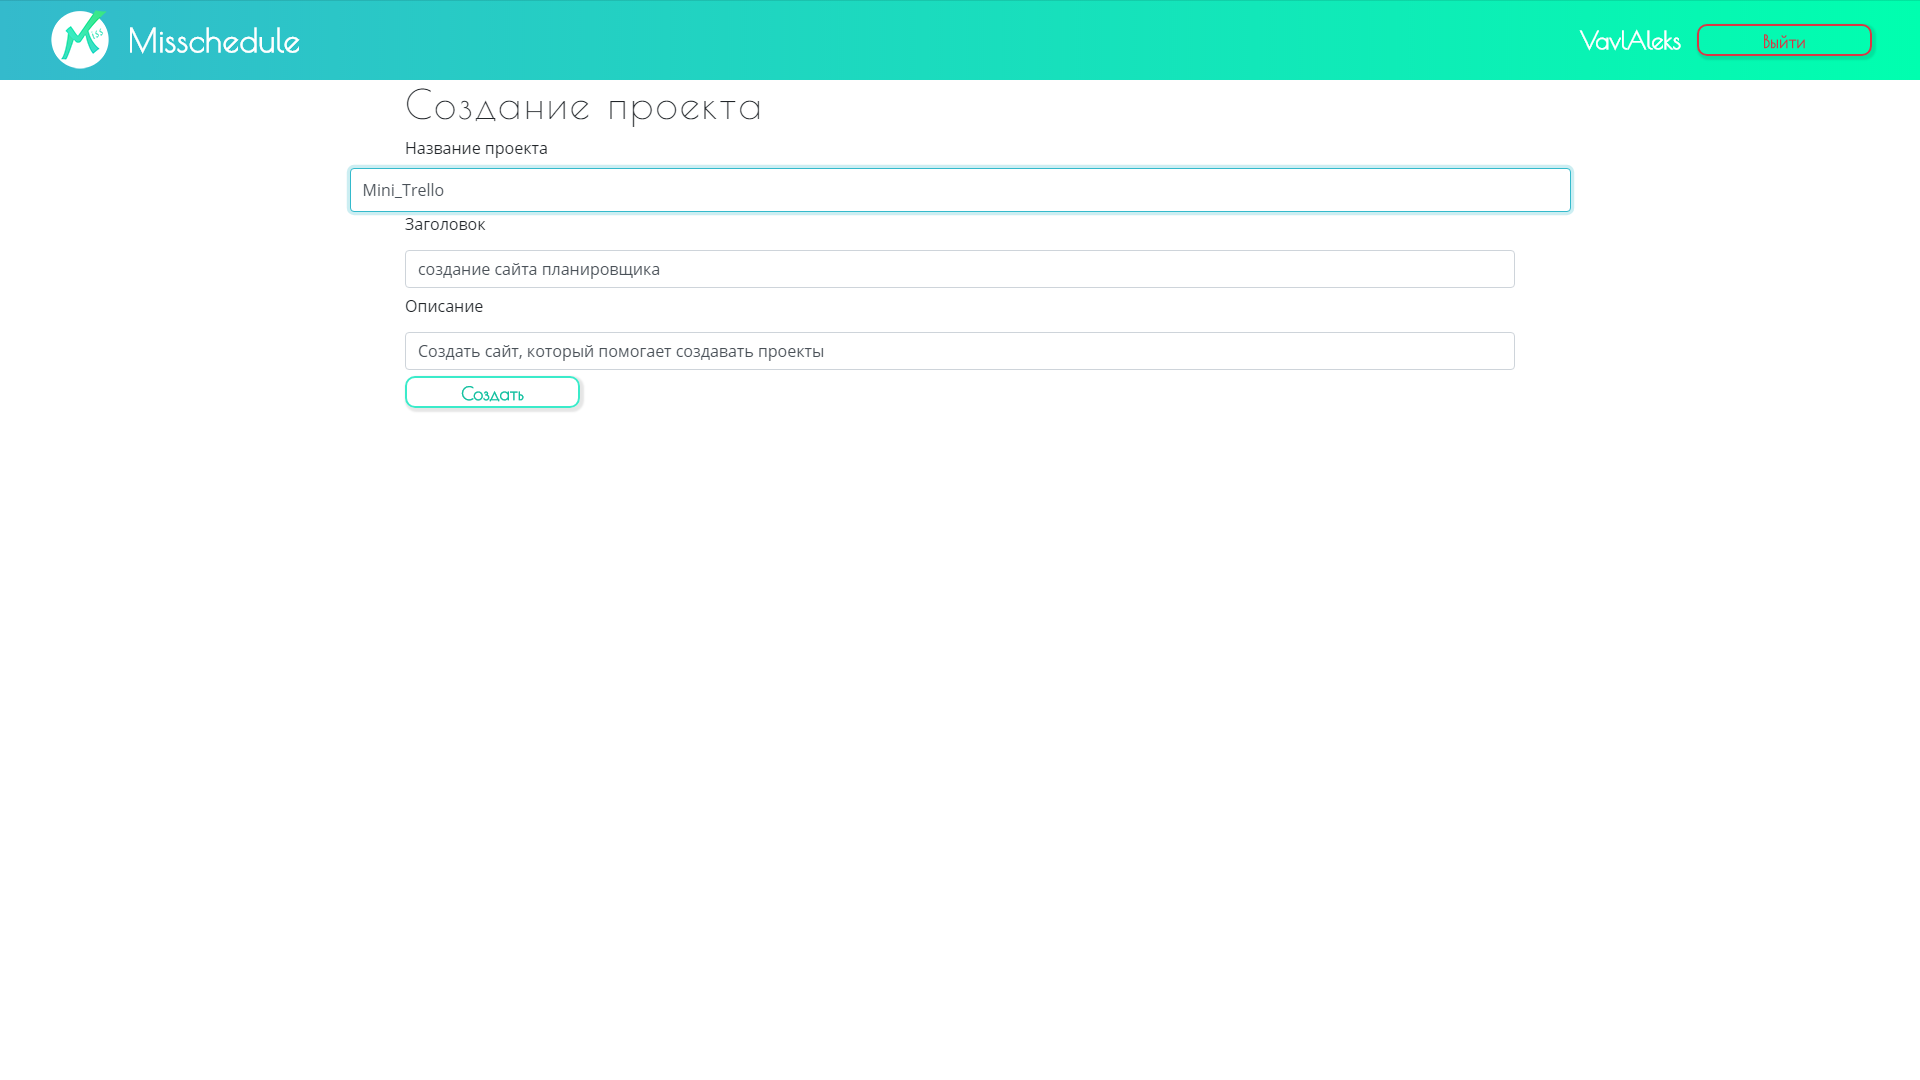 Miss
Misschedule
VavlAleks
Выйти
Создание проекта
Название проекта
Mini_Trello
Заголовок
создание сайта планировщика
Описание
Создать сайт, который помогает создавать проекты
Создать